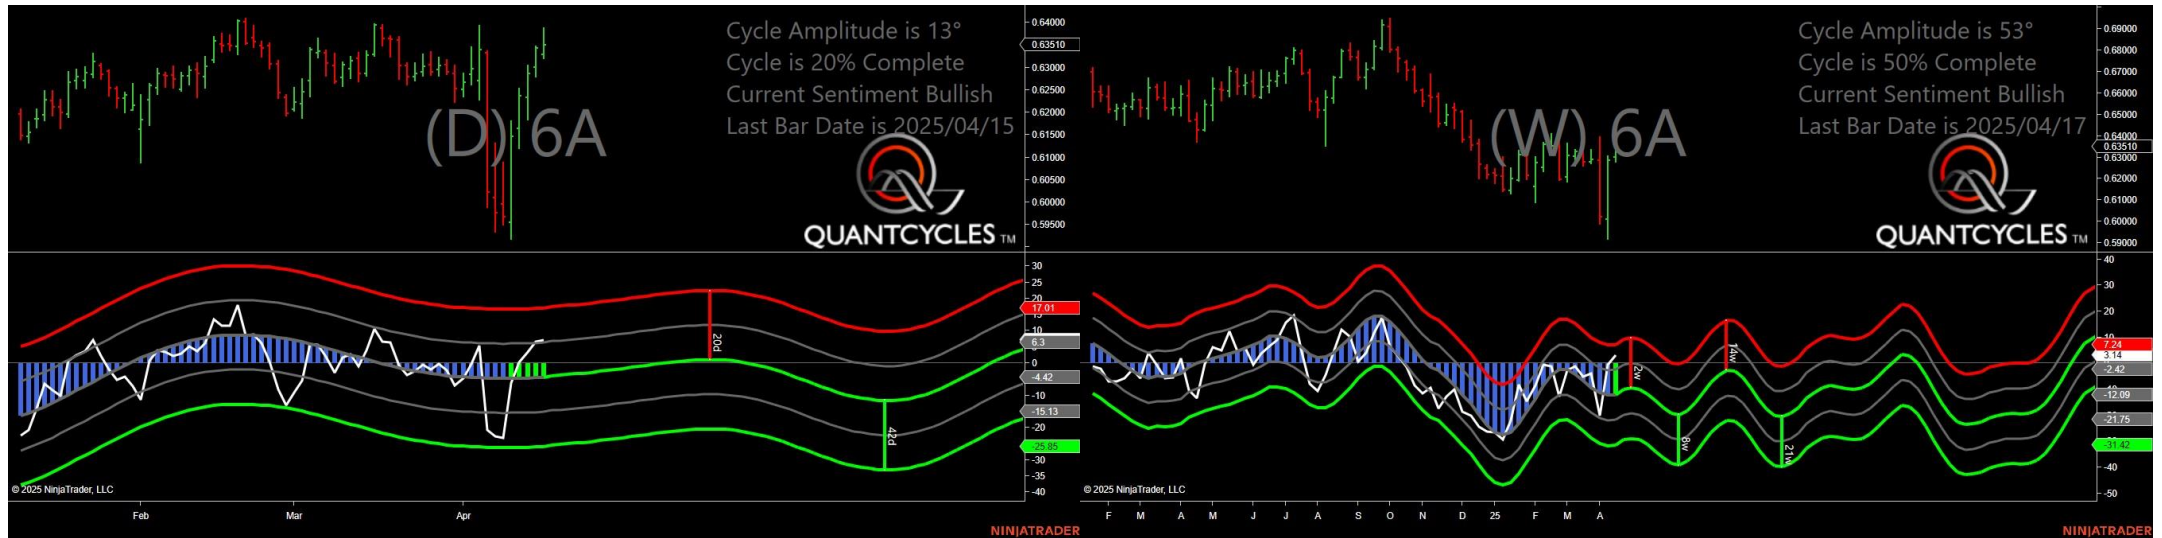 Cycle Amplitude is 13°
Cycle is 20% Complete
Current Sentiment Bullish
Last Bar Date is 2025/04/15
(D) 6A
QUANTCYCLES TM
0.64000
0.63510
0.63000
0.62500
0.62000
0.61500
0.61000
0.60500
0.60000
0.59500
30
25
20
17.01
15
10
6.3
0
-4.42
-10
-15.13
-20
-25.85
-30
-35
-40
20d
42d
© 2025 NinjaTrader, LLC
Feb
Mar
Apr
NINJATRADER
Cycle Amplitude is 53°
Cycle is 50% Complete
Current Sentiment Bullish
Last Bar Date is 2025/04/17
(W) 6A
QUANTCYCLES TM
0.69000
0.68000
0.67000
0.66000
0.65000
0.64000
0.63510
0.63000
0.62000
0.61000
0.60000
0.59000
40
30
20
10
7.24
3.14
-2.42
-12.09
-21.75
-31.42
-40
-50
2w
8w
14w
21w
© 2025 NinjaTrader, LLC
F M A M J J A S O N D 25 F M A
NINJATRADER